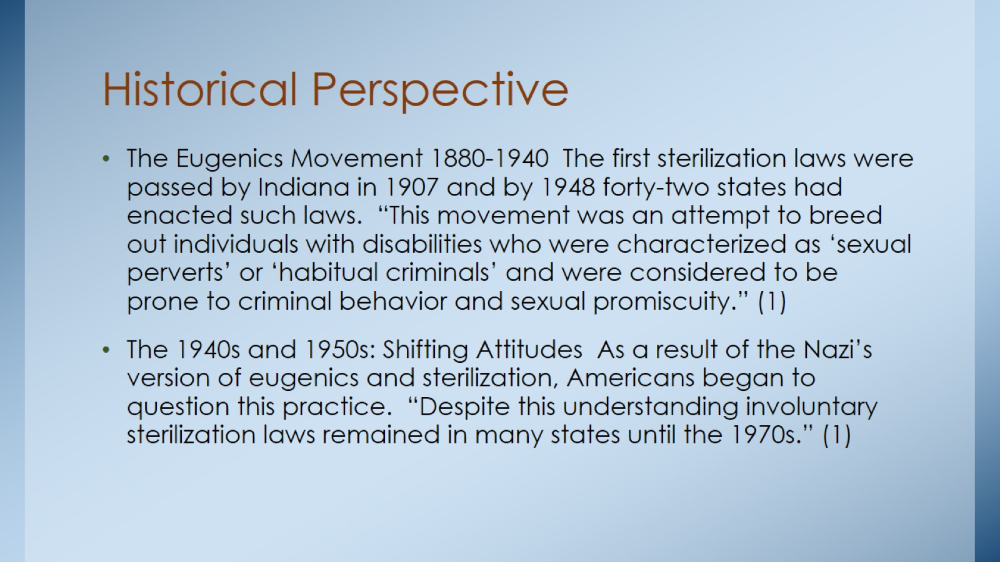 Historical Perspective
• The Eugenics Movement 1880-1940  The first sterilization laws were
passed by Indiana in 1907 and by 1948 forty-two states had
enacted such laws.  “This movement was an attempt to breed
out individuals with disabilities who were characterized as ‘sexual
perverts’ or ‘habitual criminals’ and were considered to be
prone to criminal behavior and sexual promiscuity.” (1)
• The 1940s and 1950s: Shifting Attitudes  As a result of the Nazi’s
version of eugenics and sterilization, Americans began to
question this practice.  “Despite this understanding involuntary
sterilization laws remained in many states until the 1970s.” (1)